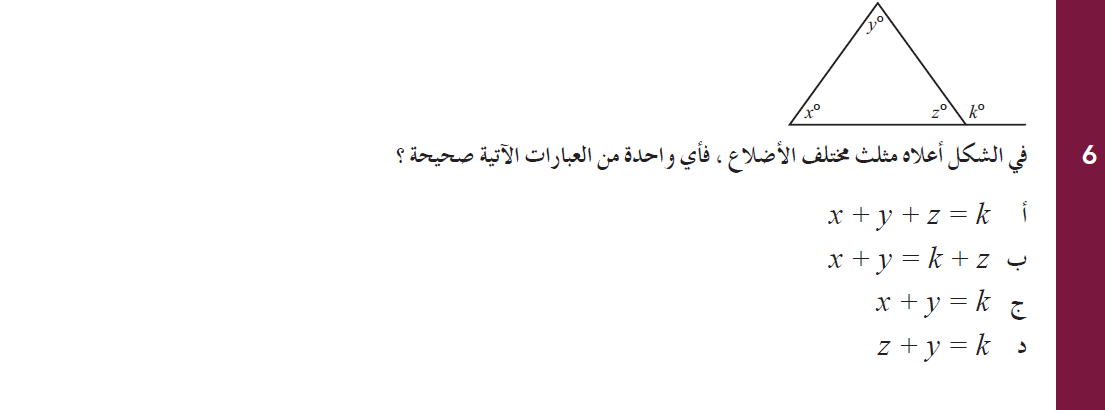 y°
x°
z°
k°
6
في الشكل أعلاه مثلث مختلف الأضلاع ، فأي واحدة من العبارات الآتية صحيحة ؟
أ x + y + z = k
ب x + y = k + z
ج x + y = k
د z + y = k